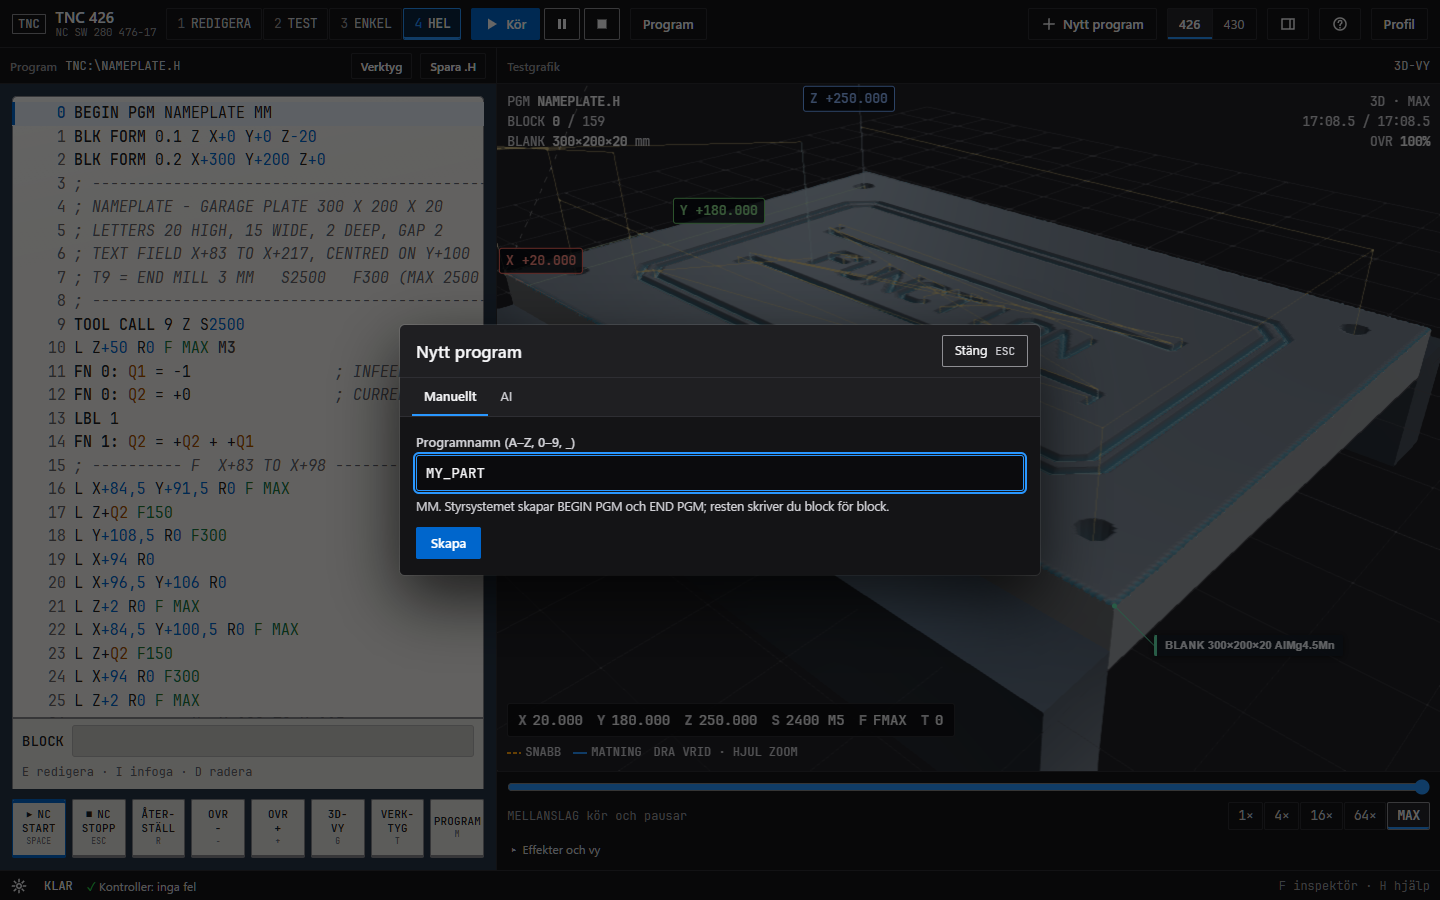 TNC
TNC 426
NC SW 280 476-17
1 REDIGERA
2 TEST
3 ENKEL
4 HEL
Kör
Program
Nytt program
426
430
Profil
Program TNC:\NAMEPLATE.H
Verktyg
Spara .H
Testgrafik
3D-VY
0 BEGIN PGM NAMEPLATE MM
1 BLK FORM 0.1 Z X+0 Y+0 Z-20
2 BLK FORM 0.2 X+300 Y+200 Z+0
3 ; --------------------------------------------
4 ; NAMEPLATE - GARAGE PLATE 300 X 200 X 20
5 ; LETTERS 20 HIGH, 15 WIDE, 2 DEEP, GAP 2
6 ; TEXT FIELD X+83 TO X+217, CENTRED ON Y+100
7 ; T9 = END MILL 3 MM   S2500   F300 (MAX 2500
8 ; --------------------------------------------
9 TOOL CALL 9 Z S2500
10 L Z+50 R0 F MAX M3
11 FN 0: Q1 = -1 ; INFEE
12 FN 0: Q2 = +0 ; CURRE
13 LBL 1
14 FN 1: Q2 = +Q2 + +Q1
15 ; ---------- F  X+83 TO X+98 -------
16 L X+84,5 Y+91,5 R0 F MAX
17 L Z+Q2 F150
18 L Y+108,5 R0 F300
19 L X+94 R0
20 L X+96,5 Y+106 R0
21 L Z+2 R0 F MAX
22 L X+84,5 Y+100,5 R0 F MAX
23 L Z+Q2 F150
24 L X+94 R0 F300
25 L Z+2 R0 F MAX
BLOCK
E redigera · I infoga · D radera
▶ NC START SPACE
■ NC STOPP ESC
ÅTER-STÄLL R
OVR - -
OVR + +
3D-VY G
VERK-TYG T
PROGRAM M
PGM NAMEPLATE.H
BLOCK 0 / 159
BLANK 300×200×20 mm
3D · MAX
17:08.5 / 17:08.5
OVR 100%
Z +250.000
Y +180.000
X +20.000
BLANK 300×200×20 AlMg4.5Mn
X 20.000 Y 180.000 Z 250.000 S 2400 M5 F FMAX T 0
SNABB MATNING DRA VRID · HJUL ZOOM
MELLANSLAG kör och pausar
1× 4× 16× 64× MAX
▸ Effekter och vy
Nytt program
Stäng ESC
Manuellt
AI
Programnamn (A–Z, 0–9, _)
MY_PART
MM. Styrsystemet skapar BEGIN PGM och END PGM; resten skriver du block för block.
Skapa
KLAR
✓ Kontroller: inga fel
F inspektör · H hjälp